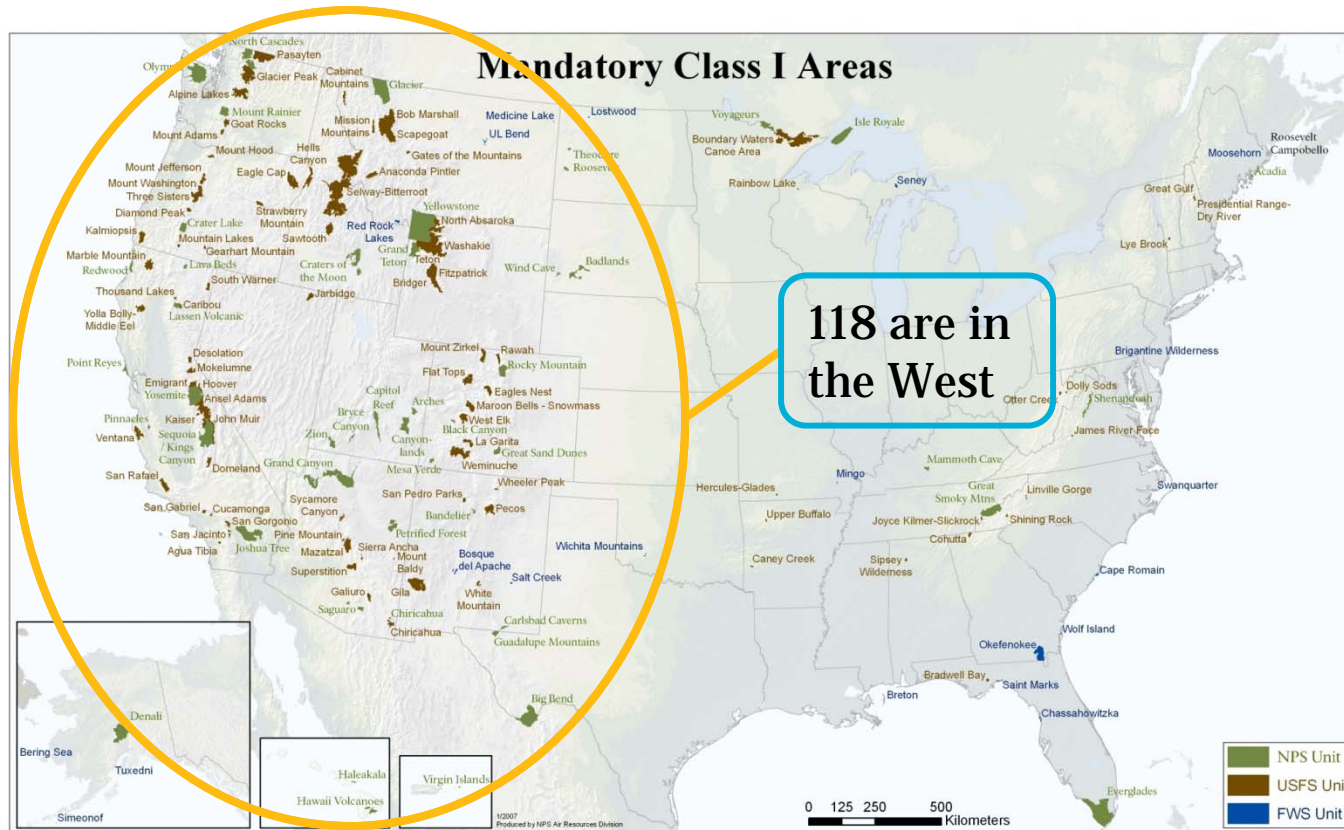 Mandatory Class I Areas
North Cascades
Pasayten
Olym
Glacier Peak
Alpine Lakes
Cabinet
Mountains
Glacier
Mount Rainier
Goat Rocks
Mount Adams
Mission
Mountains
Bob Marshall
Scapegoat
Medicine Lake
UL Bend
Lostwood
Mount Hood
Hells
Canyon
Gates of the Mountains
Theodore
Roosevelt
Mount Jefferson
Eagle Cap
Anaconda Pintler
Mount Washington
Three Sisters
Selway-Bitterroot
Diamond Peak
Strawberry
Mountain
Yellowstone
North Absaroka
Kalmiopsis
Crater Lake
Sawtooth
Red Rock
Lakes
Mountain Lakes
Gearhart Mountain
Grand
Teton
Teton
Washakie
Marble Mountain
Redwood
Lava Beds
Craters of
the Moon
Fitzpatrick
Bridger
Wind Cave
Badlands
South Warner
Thousand Lakes
Caribou
Lassen Volcanic
Jarbidge
Yolla Bolly-
Middle Eel
Voyageurs
Isle Royale
Boundary Waters
Canoe Area
Rainbow Lake
Seney
Moosehorn
Roosevelt
Campobello
Acadia
Great Gulf
Presidential Range-
Dry River
Lye Brook
118 are in
the West
Desolation
Mokelumne
Point Reyes
Emigrant
Hoover
Yosemite
Ansel Adams
Pinnacles
Kaiser
John Muir
Ventana
Sequoia
/ Kings
Canyon
Domeland
San Rafael
Mount Zirkel
Rawah
Flat Tops
Rocky Mountain
Eagles Nest
Maroon Bells - Snowmass
West Elk
Black Canyon
La Garita
Great Sand Dunes
Weminuche
Capitol
Reef
Arches
Bryce
Canyon
Zion
Canyon-
lands
Mesa Verde
Grand Canyon
Wheeler Peak
San Pedro Parks
Sycamore
Canyon
Bandelier
Pecos
San Gabriel
Cucamonga
San Gorgonio
San Jacinto
Agua Tibia
Joshua Tree
Pine Mountain
Mazatzal
Petrified Forest
Sierra Ancha
Mount
Baldy
Superstition
Bosque
del Apache
Wichita Mountains
Salt Creek
Galiuro
Gila
White
Mountain
Saguaro
Chiricahua
Chiricahua
Carlsbad Caverns
Guadalupe Mountains
Big Bend
Brigantine Wilderness
Dolly Sods
Otter Creek
Shenandoah
James River Face
Mammoth Cave
Mingo
Hercules-Glades
Great
Smoky Mtns
Linville Gorge
Swanquarter
Upper Buffalo
Joyce Kilmer-Slickrock
Shining Rock
Cohutta
Caney Creek
Sipsey
Wilderness
Cape Romain
Wolf Island
Okefenokee
Bradwell Bay
Saint Marks
Breton
Chassahowitzka
Everglades
Denali
Bering Sea
Tuxedni
Simeonof
Haleakala
Hawaii Volcanoes
Virgin Islands
1/2007
Produced by NPS Air Resources Division
0 125 250 500
Kilometers
NPS Unit
USFS Uni
FWS Unit